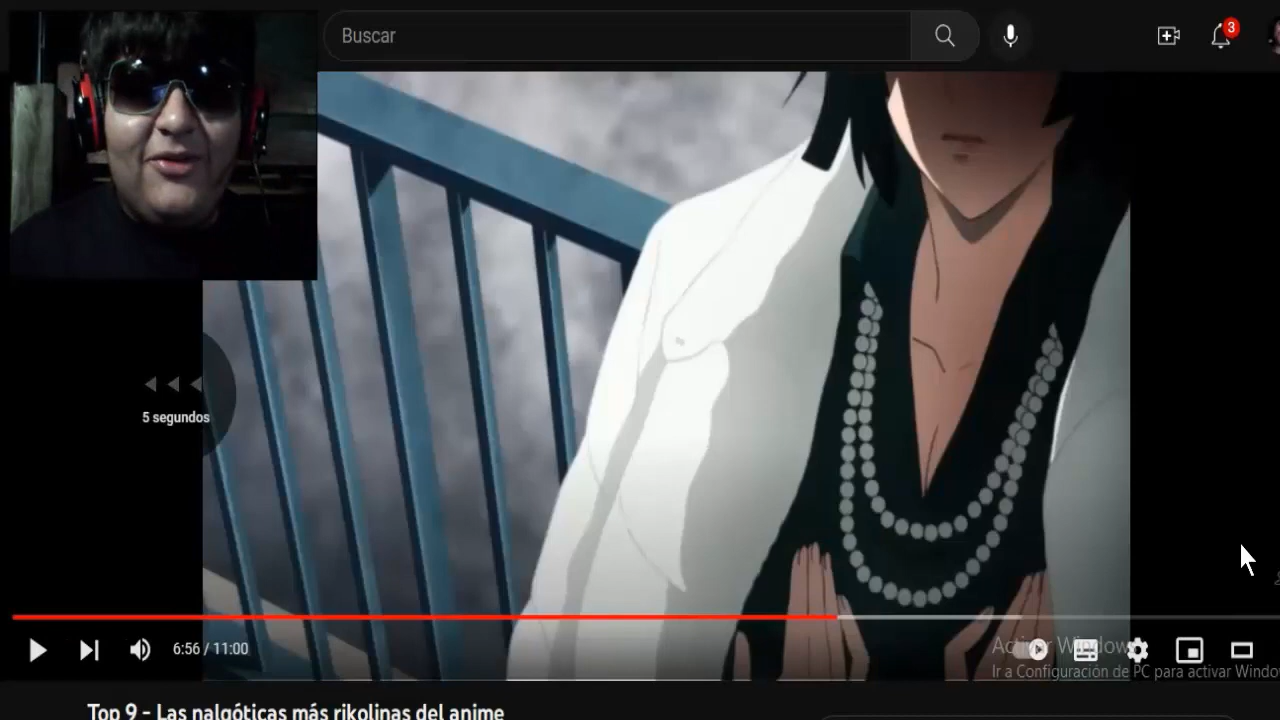 Buscar
3
5 segundos
6:56 / 11:00
Activar Windows
Ir a Configuración de PC para activar Windo
Top 9 - Las nalgóticas más rikolinas del anime